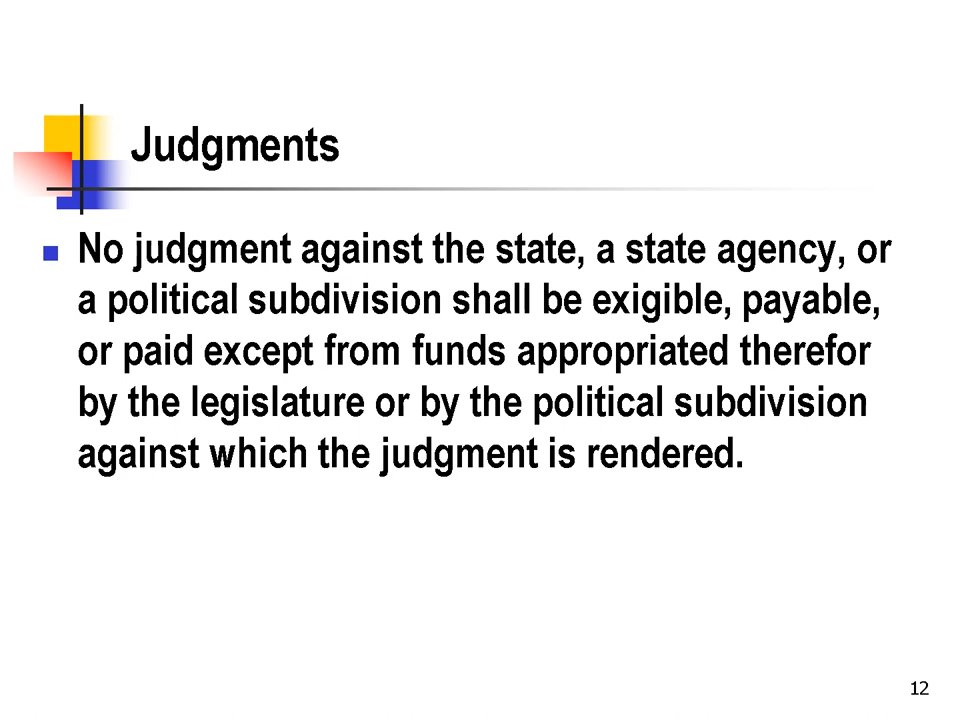 Judgments
No judgment against the state, a state agency, or
a political subdivision shall be exigible, payable,
or paid except from funds appropriated therefor
by the legislature or by the political subdivision
against which the judgment is rendered.
12